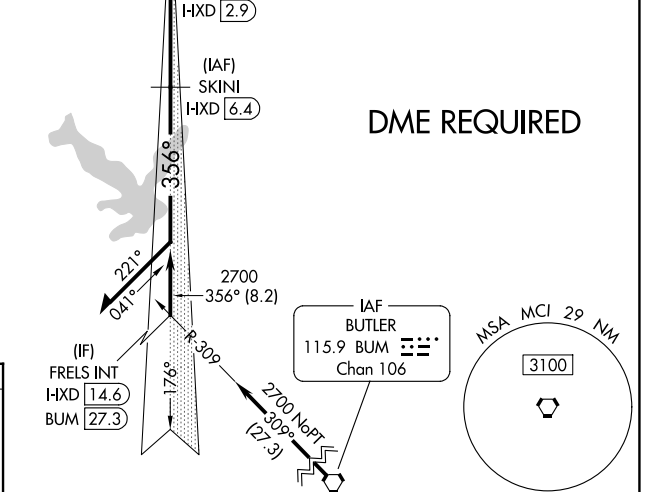 I-IXD 2.9
(IAF)
SKINI
I-IXD 6.4
DME REQUIRED
356°
221°
041°
2700
356° (8.2)
IAF
BUTLER
115.9 BUM
Chan 106
MSA MCI 29 NM
3100
(IF)
FRELS INT
I-IXD 14.6
BUM 27.3
R-309
176°
2700 NoPT
309°
(27.3)